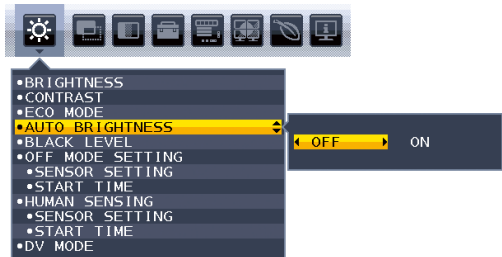 •BRIGHTNESS
•CONTRAST
•ECO MODE
•AUTO BRIGHTNESS
OFF ON
•BLACK LEVEL
•OFF MODE SETTING
•SENSOR SETTING
•START TIME
•HUMAN SENSING
•SENSOR SETTING
•START TIME
•DV MODE